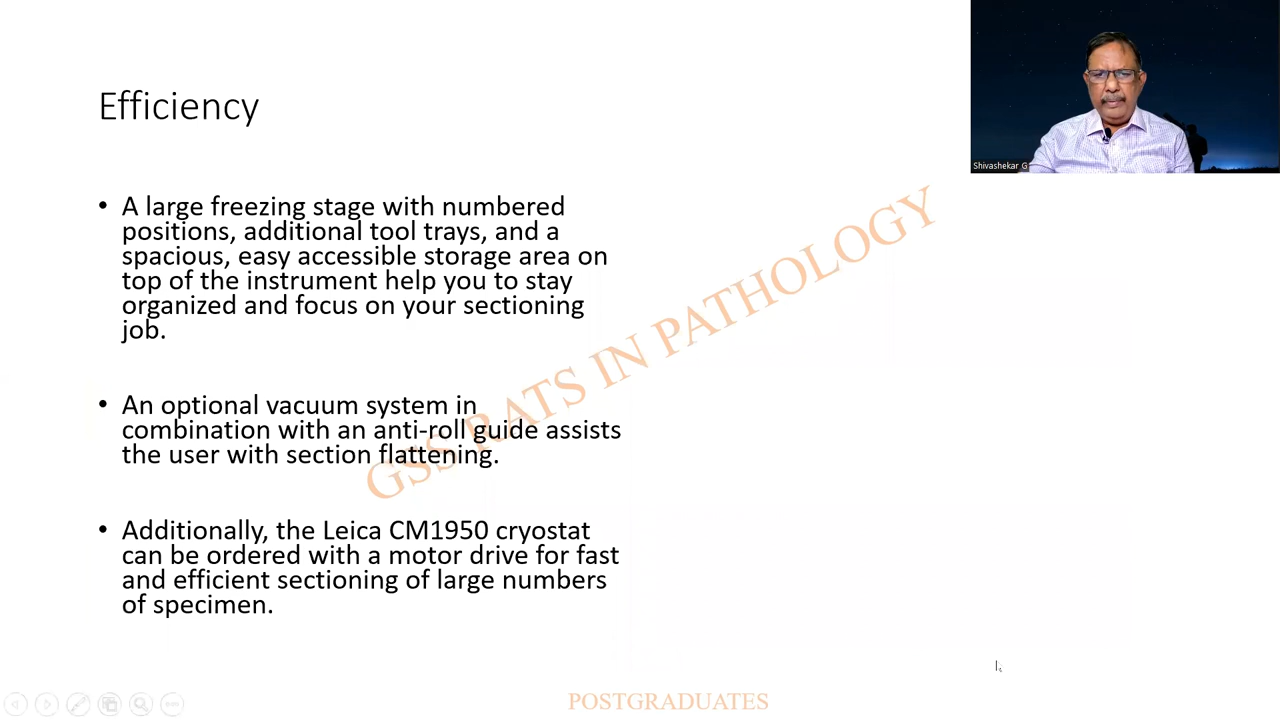 Efficiency
Shivashekar G
• A large freezing stage with numbered
positions, additional tool trays, and a
spacious, easy accessible storage area on
top of the instrument help you to stay
organized and focus on your sectioning
job.
• An optional vacuum system in
combination with an anti-roll guide assists
the user with section flattening.
• Additionally, the Leica CM1950 cryostat
can be ordered with a motor drive for fast
and efficient sectioning of large numbers
of specimen.
GSS RATS IN PATHOLOGY
POSTGRADUATES